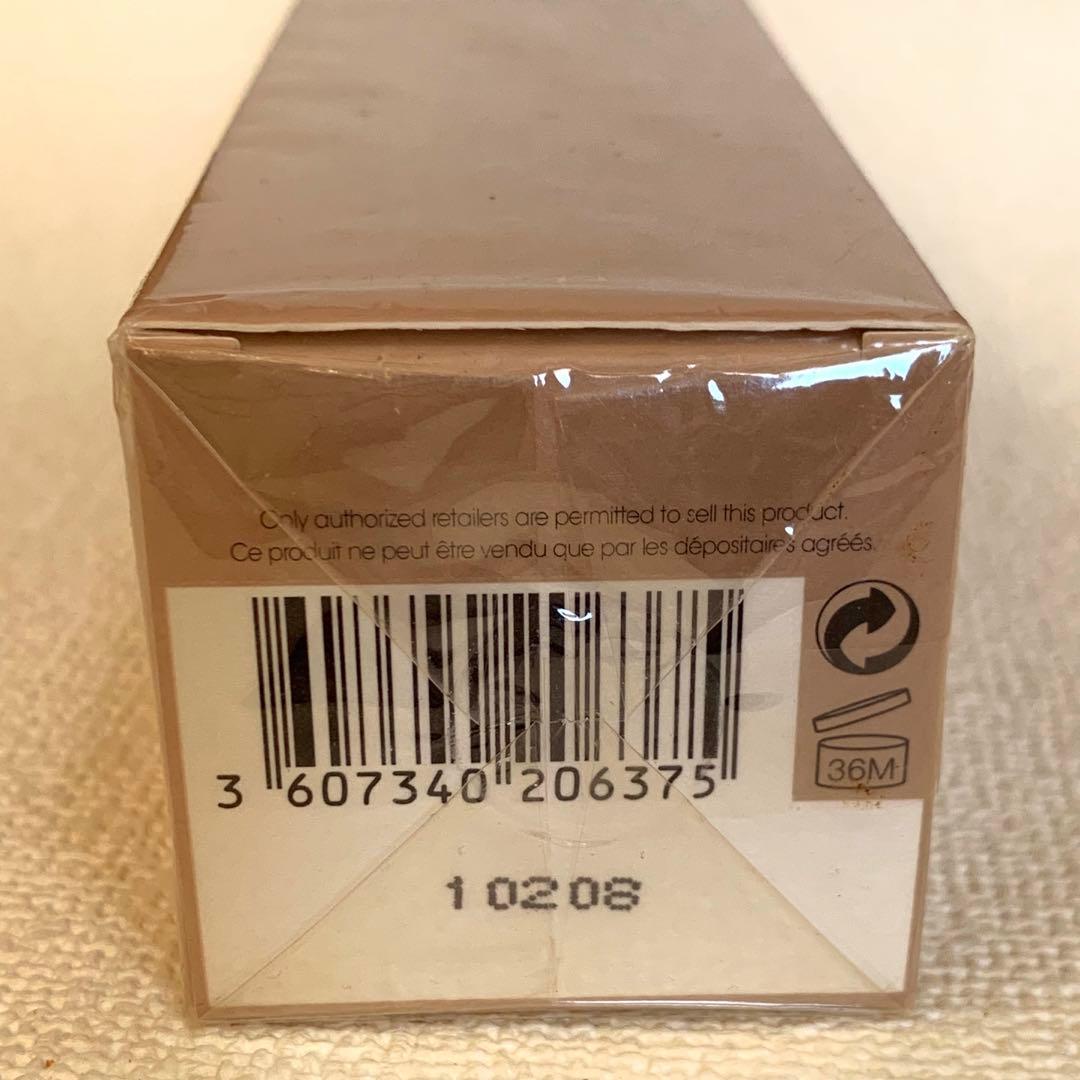 Only authorized retailers are permitted to sell this product.
Ce produit ne peut être vendu que par les dépositaires agréés.
36M
3 607340 206375
10208